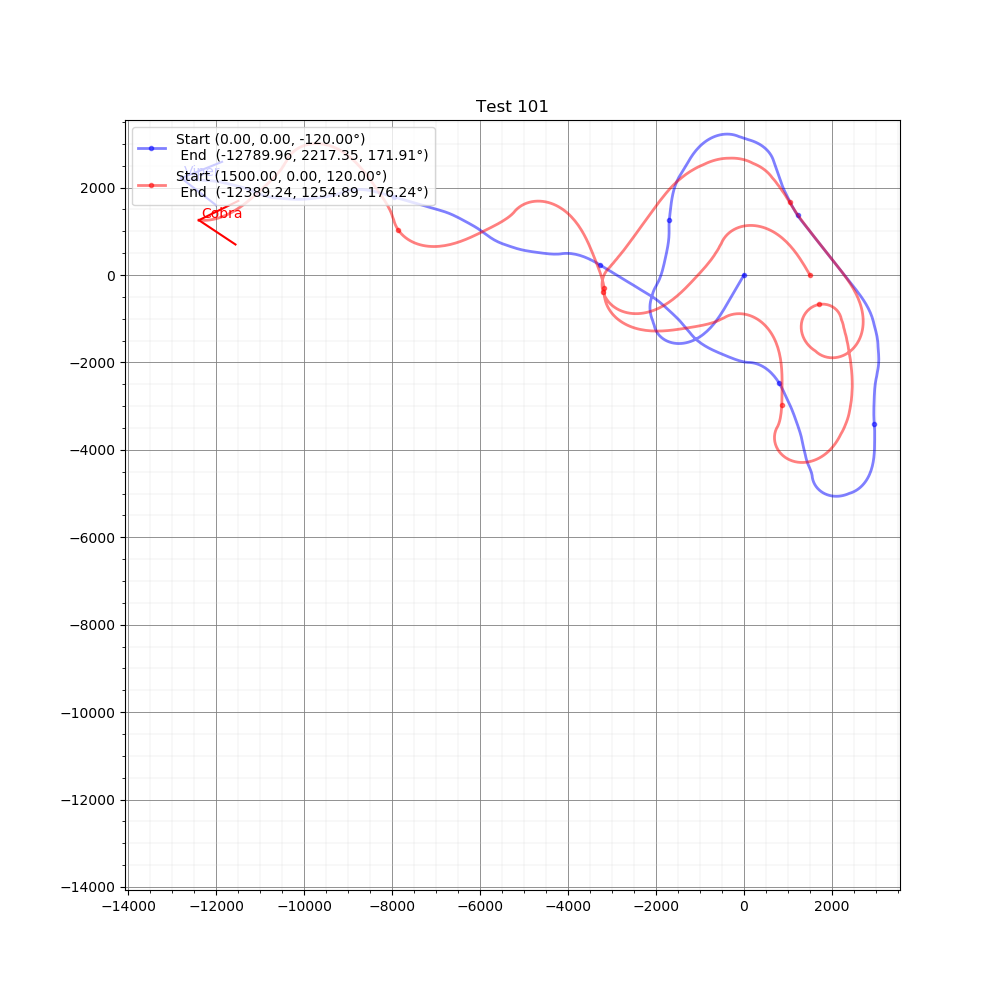 Test 101
Start (0.00, 0.00, -120.00°)
End  (-12789.96, 2217.35, 171.91°)
Start (1500.00, 0.00, 120.00°)
End  (-12389.24, 1254.89, 176.24°)
Cobra
2000
0
−2000
−4000
−6000
−8000
−10000
−12000
−14000
−14000 −12000 −10000 −8000 −6000 −4000 −2000 0 2000